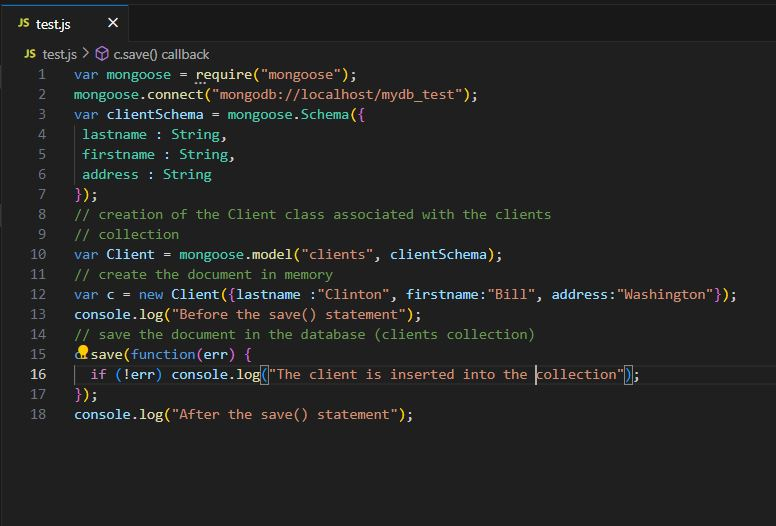 JS test.js ×
JS test.js > c.save() callback
1 var mongoose = require("mongoose");
2 mongoose.connect("mongodb://localhost/mydb_test");
3 var clientSchema = mongoose.Schema({
4 lastname : String,
5 firstname : String,
6 address : String
7 });
8 // creation of the Client class associated with the clients
9 // collection
10 var Client = mongoose.model("clients", clientSchema);
11 // create the document in memory
12 var c = new Client({lastname :"Clinton", firstname:"Bill", address:"Washington"});
13 console.log("Before the save() statement");
14 // save the document in the database (clients collection)
15 c.save(function(err) {
16 if (!err) console.log("The client is inserted into the collection");
17 });
18 console.log("After the save() statement");